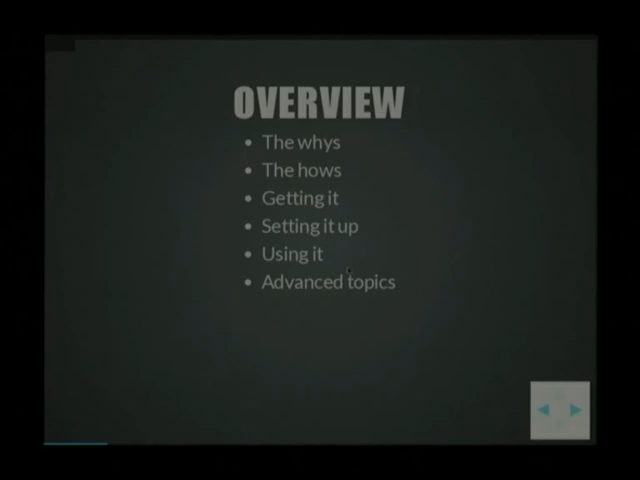 OVERVIEW
The whys
The hows
Getting it
Setting it up
Using it
Advanced topics